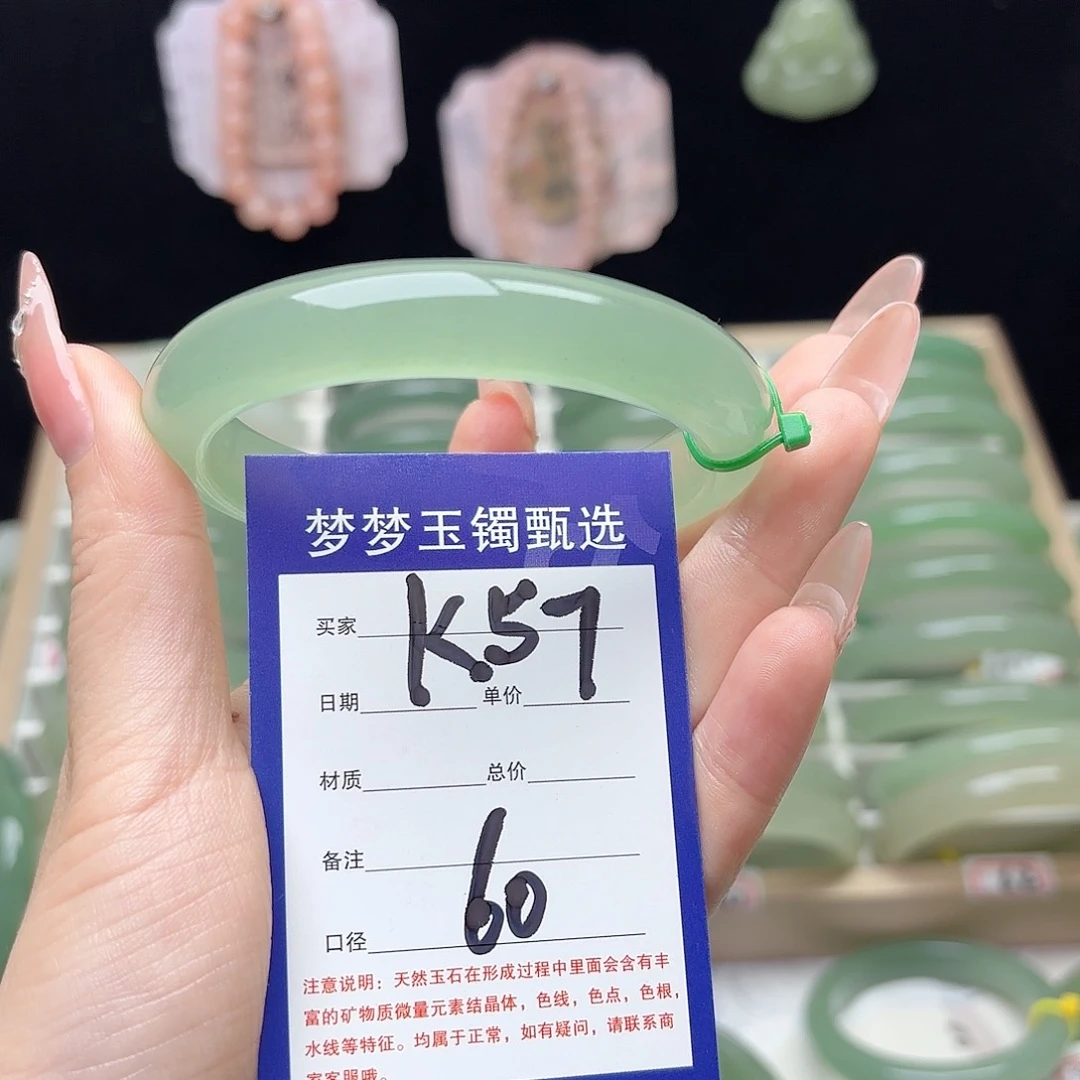 梦梦玉镯甄选
买家 K57
日期 单价
材质 总价
备注
口径 60
注意说明：天然玉石在形成过程中里面会含有丰
富的矿物质微量元素结晶体，色线，色点，色根，
水线等特征。均属于正常，如有疑问，请联系商
家客服哦。